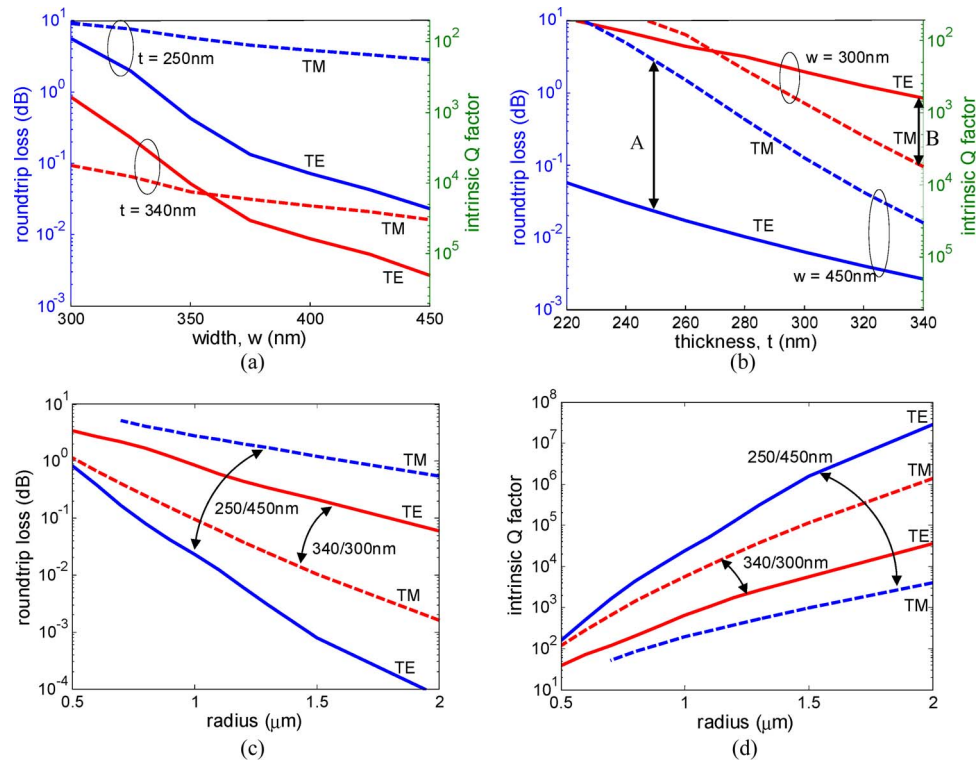 10^1
10^0
10^-1
10^-2
10^-3
roundtrip loss (dB)
t = 250nm
t = 340nm
TM
TE
TM
TE
10^2
10^3
10^4
10^5
intrinsic Q factor
300
350
400
450
width, w (nm)
(a)
10^1
10^0
10^-1
10^-2
10^-3
roundtrip loss (dB)
w = 300nm
TE
A
TM
TM
B
TE
w = 450nm
10^2
10^3
10^4
10^5
intrinsic Q factor
220
240
260
280
300
320
340
thickness, t (nm)
(b)
10^1
10^0
10^-1
10^-2
10^-3
10^-4
roundtrip loss (dB)
TM
250/450nm
TE
340/300nm
TM
TE
0.5
1
1.5
2
radius (μm)
(c)
10^8
10^7
10^6
10^5
10^4
10^3
10^2
10^1
intrinsic Q factor
TE
250/450nm
TM
TE
340/300nm
TM
0.5
1
1.5
2
radius (μm)
(d)